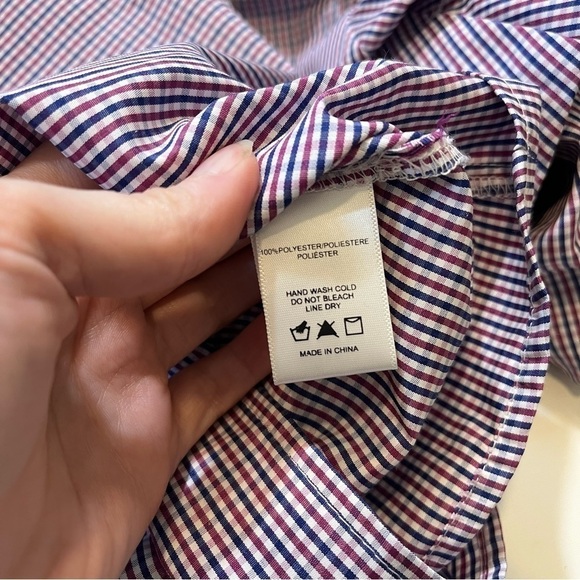 100%POLYESTER/POLIESTERE
POLIÉSTER
HAND WASH COLD
DO NOT BLEACH
LINE DRY
MADE IN CHINA